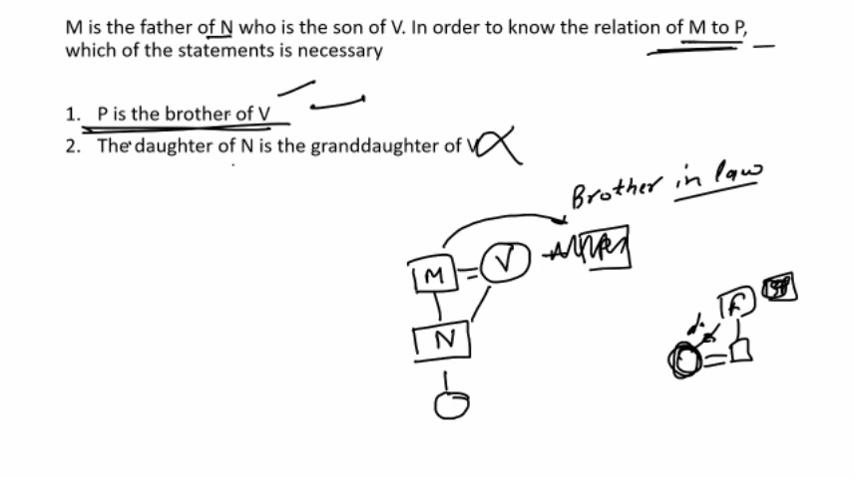 M is the father of N who is the son of V. In order to know the relation of M to P,
which of the statements is necessary
1. P is the brother of V
2. The daughter of N is the granddaughter of V
Brother in law
M = V
N
d.
F